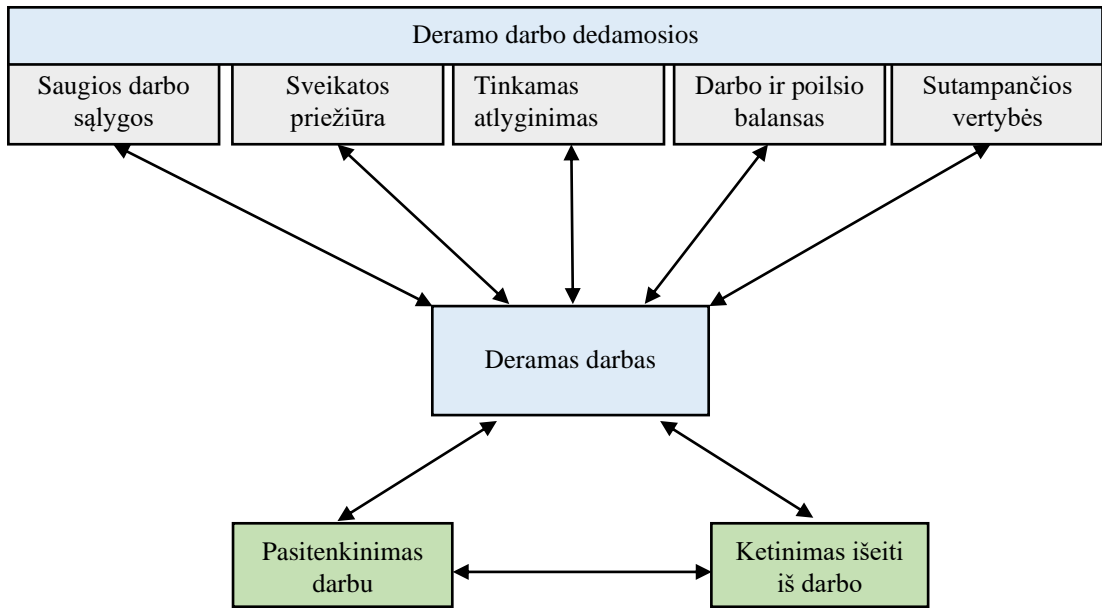 Deramo darbo dedamosios
Saugios darbo
sąlygos
Sveikatos
priežiūra
Tinkamas
atlyginimas
Darbo ir poilsio
balansas
Sutampančios
vertybės
Deramas darbas
Pasitenkinimas
darbu
Ketinimas išeiti
iš darbo